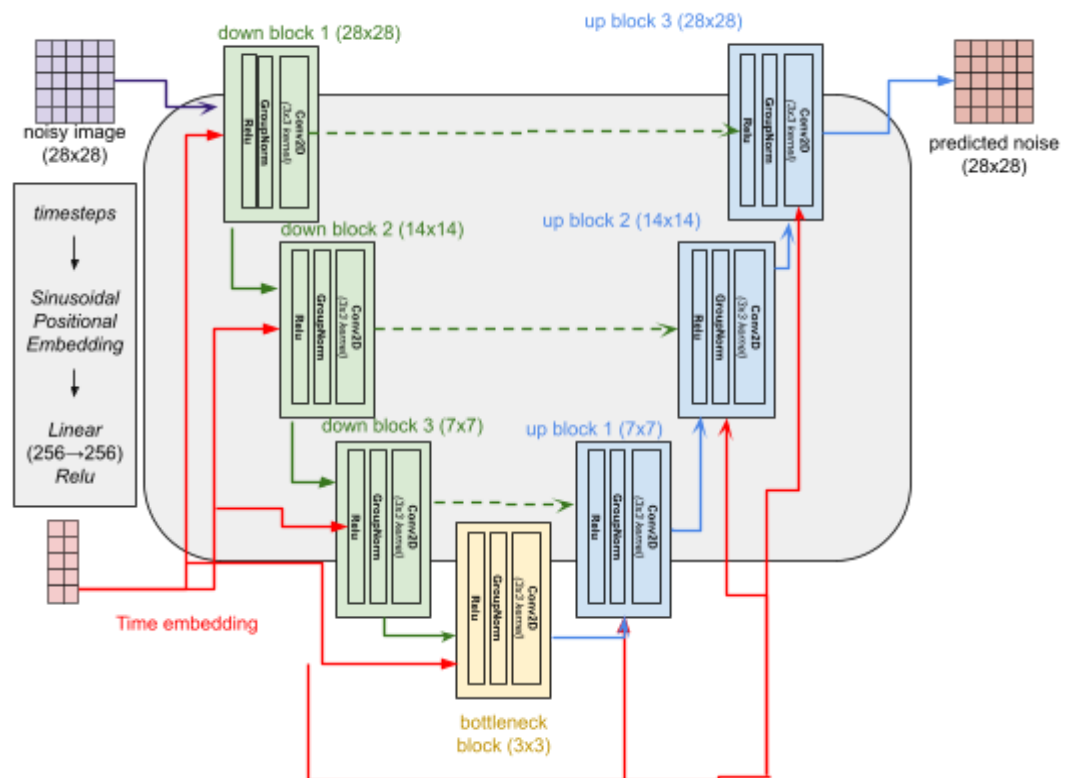 down block 1 (28x28)
up block 3 (28x28)
noisy image
(28x28)
Relu
GroupNorm
Conv2D
(3x3 kernel)
Relu
GroupNorm
Conv2D
(3x3 kernel)
predicted noise
(28x28)
timesteps
Sinusoidal
Positional
Embedding
Linear
(256→256)
Relu
down block 2 (14x14)
up block 2 (14x14)
Relu
GroupNorm
Conv2D
(3x3 kernel)
Relu
GroupNorm
Conv2D
(3x3 kernel)
down block 3 (7x7)
up block 1 (7x7)
Relu
GroupNorm
Conv2D
(3x3 kernel)
Relu
GroupNorm
Conv2D
(3x3 kernel)
Relu
GroupNorm
Conv2D
(3x3 kernel)
Time embedding
bottleneck
block (3x3)